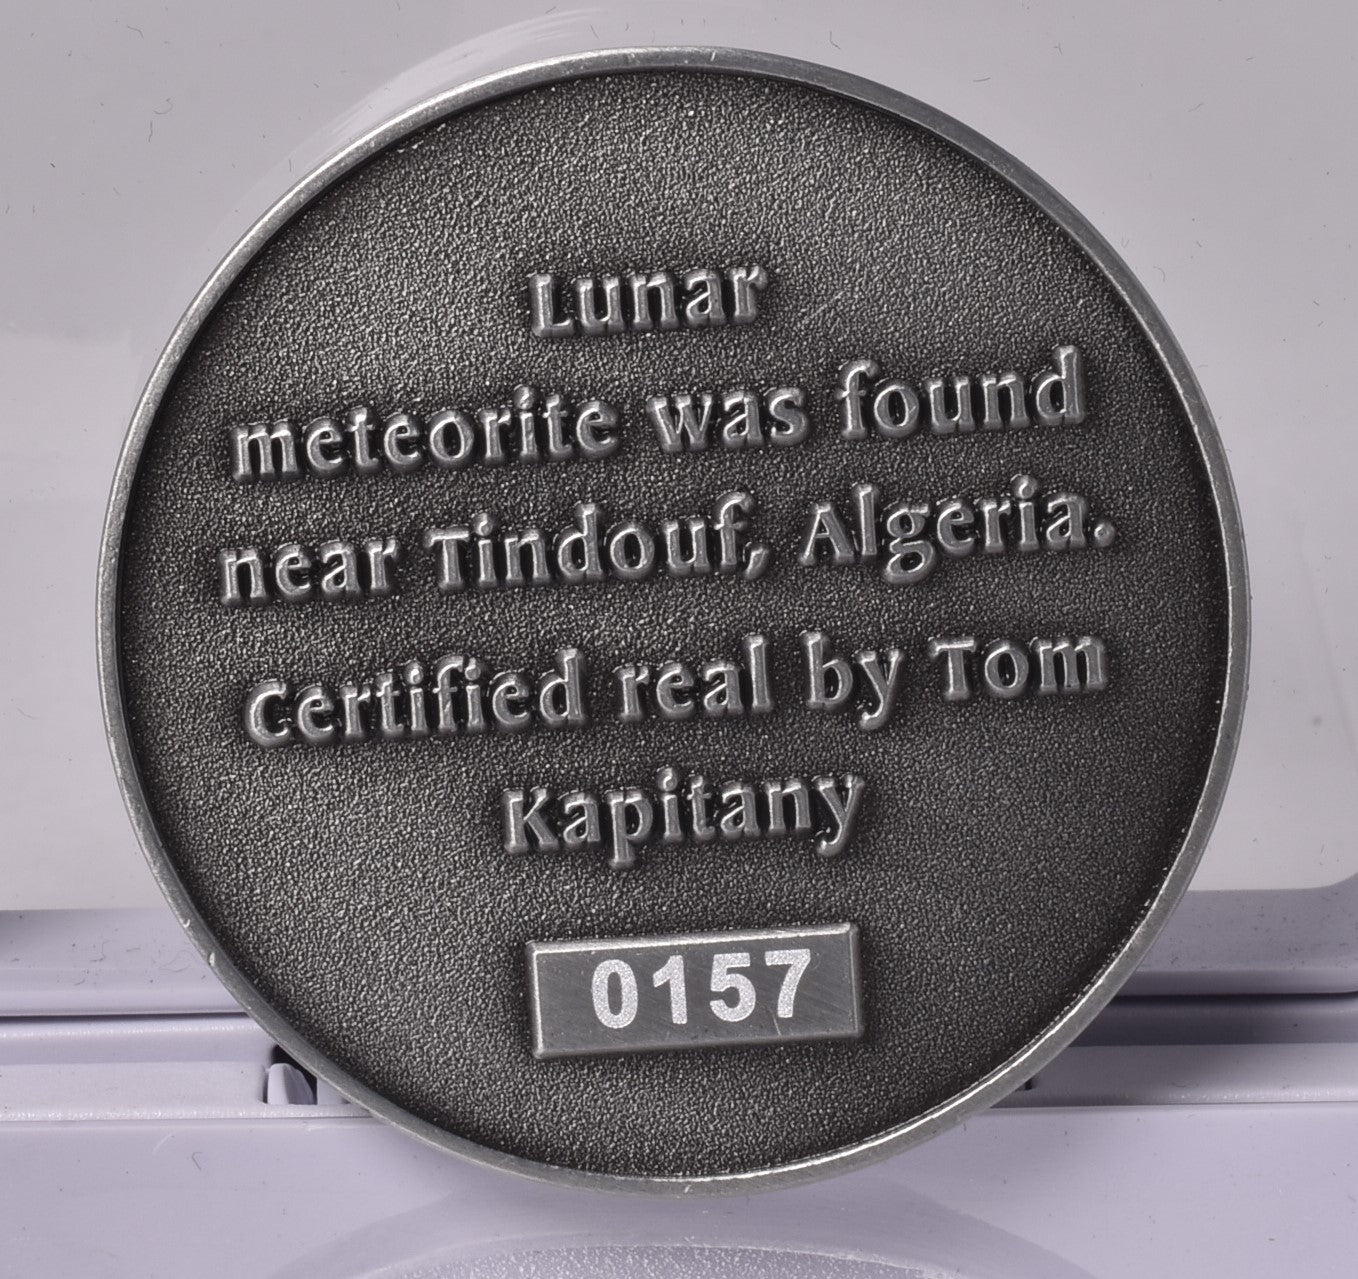 Lunar
meteorite was found
near Tindouf, Algeria.
Certified real by Tom
Kapitany
0157